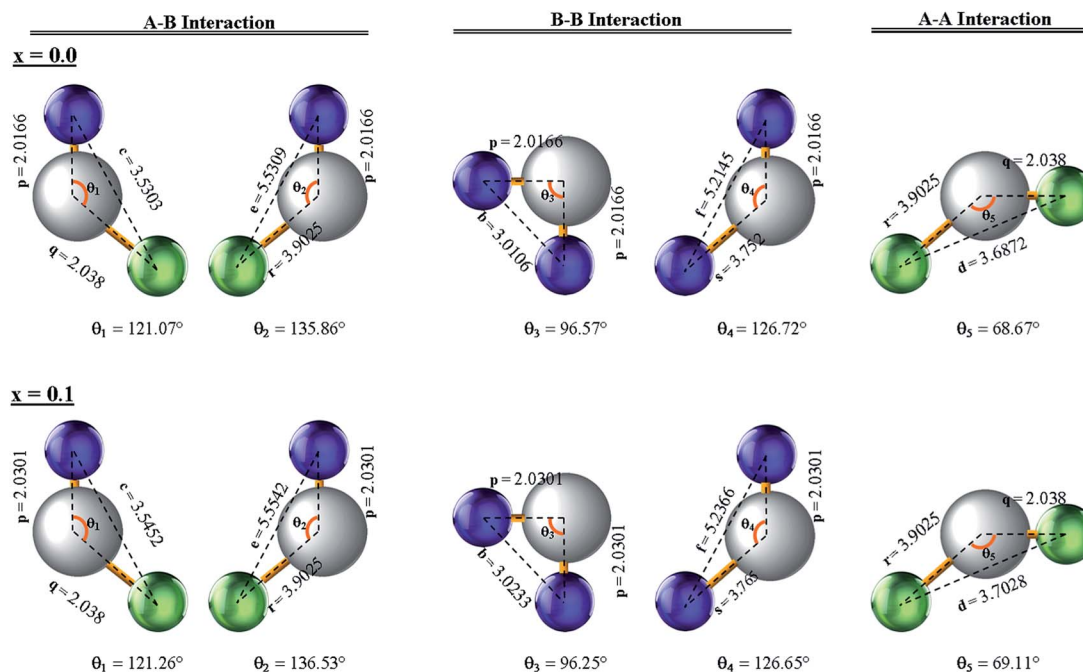 A-B Interaction
B-B Interaction
A-A Interaction
x = 0.0
p = 2.0166
c = 3.5303
θ1
q = 2.038
θ1 = 121.07°
e = 5.5309
p = 2.0166
θ2
r = 3.9025
θ2 = 135.86°
p = 2.0166
θ3
b = 3.0106
p = 2.0166
θ3 = 96.57°
f = 5.2145
p = 2.0166
θ4
s = 3.752
θ4 = 126.72°
q = 2.038
r = 3.9025
θ5
d = 3.6872
θ5 = 68.67°
x = 0.1
p = 2.0301
c = 3.5452
θ1
q = 2.038
θ1 = 121.26°
e = 5.5542
p = 2.0301
θ2
r = 3.9025
θ2 = 136.53°
p = 2.0301
θ3
b = 3.0233
p = 2.0301
θ3 = 96.25°
f = 5.2366
p = 2.0301
θ4
s = 3.765
θ4 = 126.65°
q = 2.038
r = 3.9025
θ5
d = 3.7028
θ5 = 69.11°